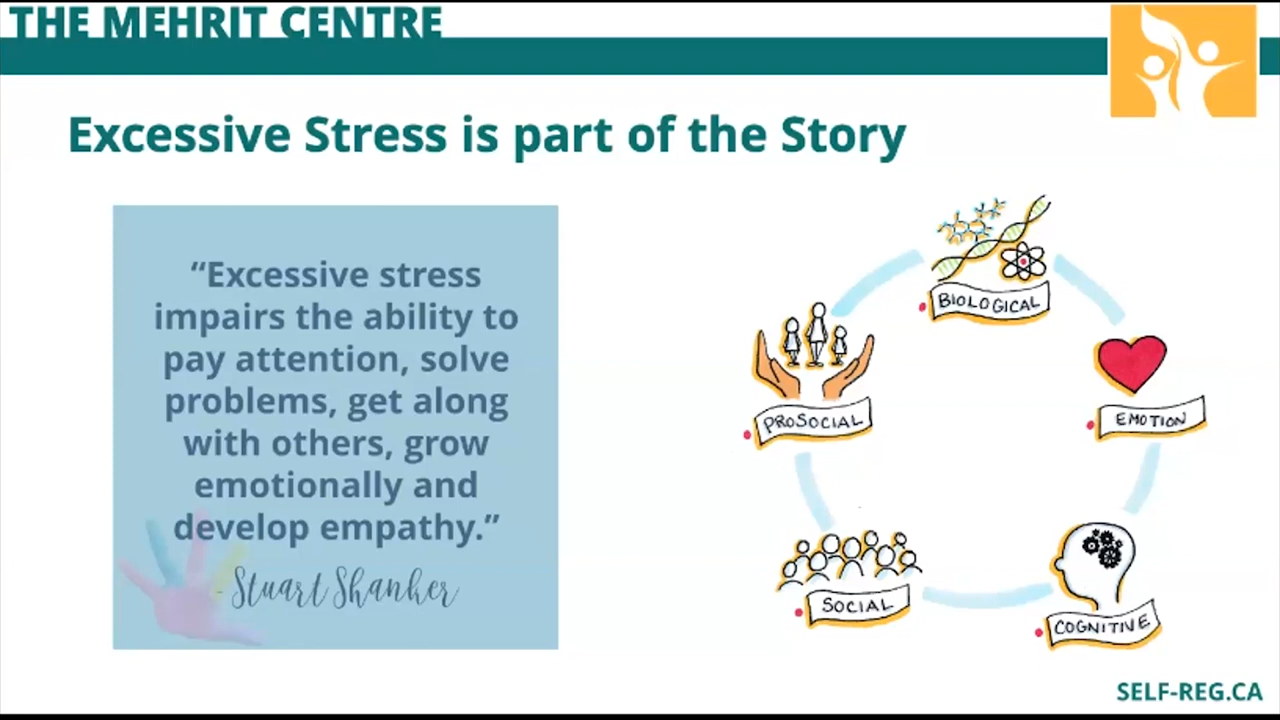 THE MEHRIT CENTRE
Excessive Stress is part of the Story
“Excessive stress
impairs the ability to
pay attention, solve
problems, get along
with others, grow
emotionally and
develop empathy.”
- Stuart Shanker
BIOLOGICAL
EMOTION
COGNITIVE
SOCIAL
PROSOCIAL
SELF-REG.CA